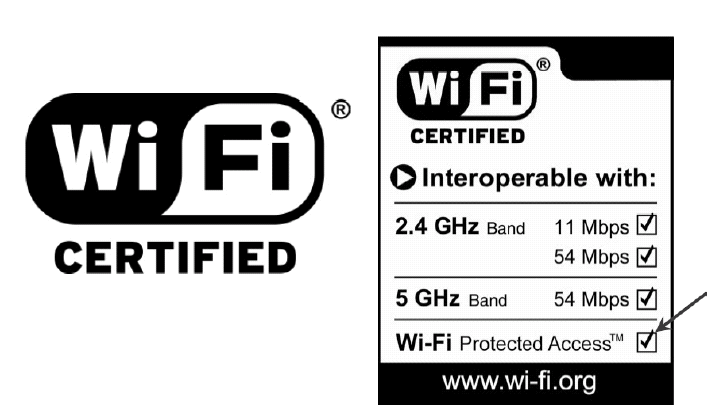 Wi Fi ®
CERTIFIED
Wi Fi ®
CERTIFIED
Interoperable with:
2.4 GHz Band 11 Mbps
54 Mbps
5 GHz Band 54 Mbps
Wi-Fi Protected Access™
www.wi-fi.org